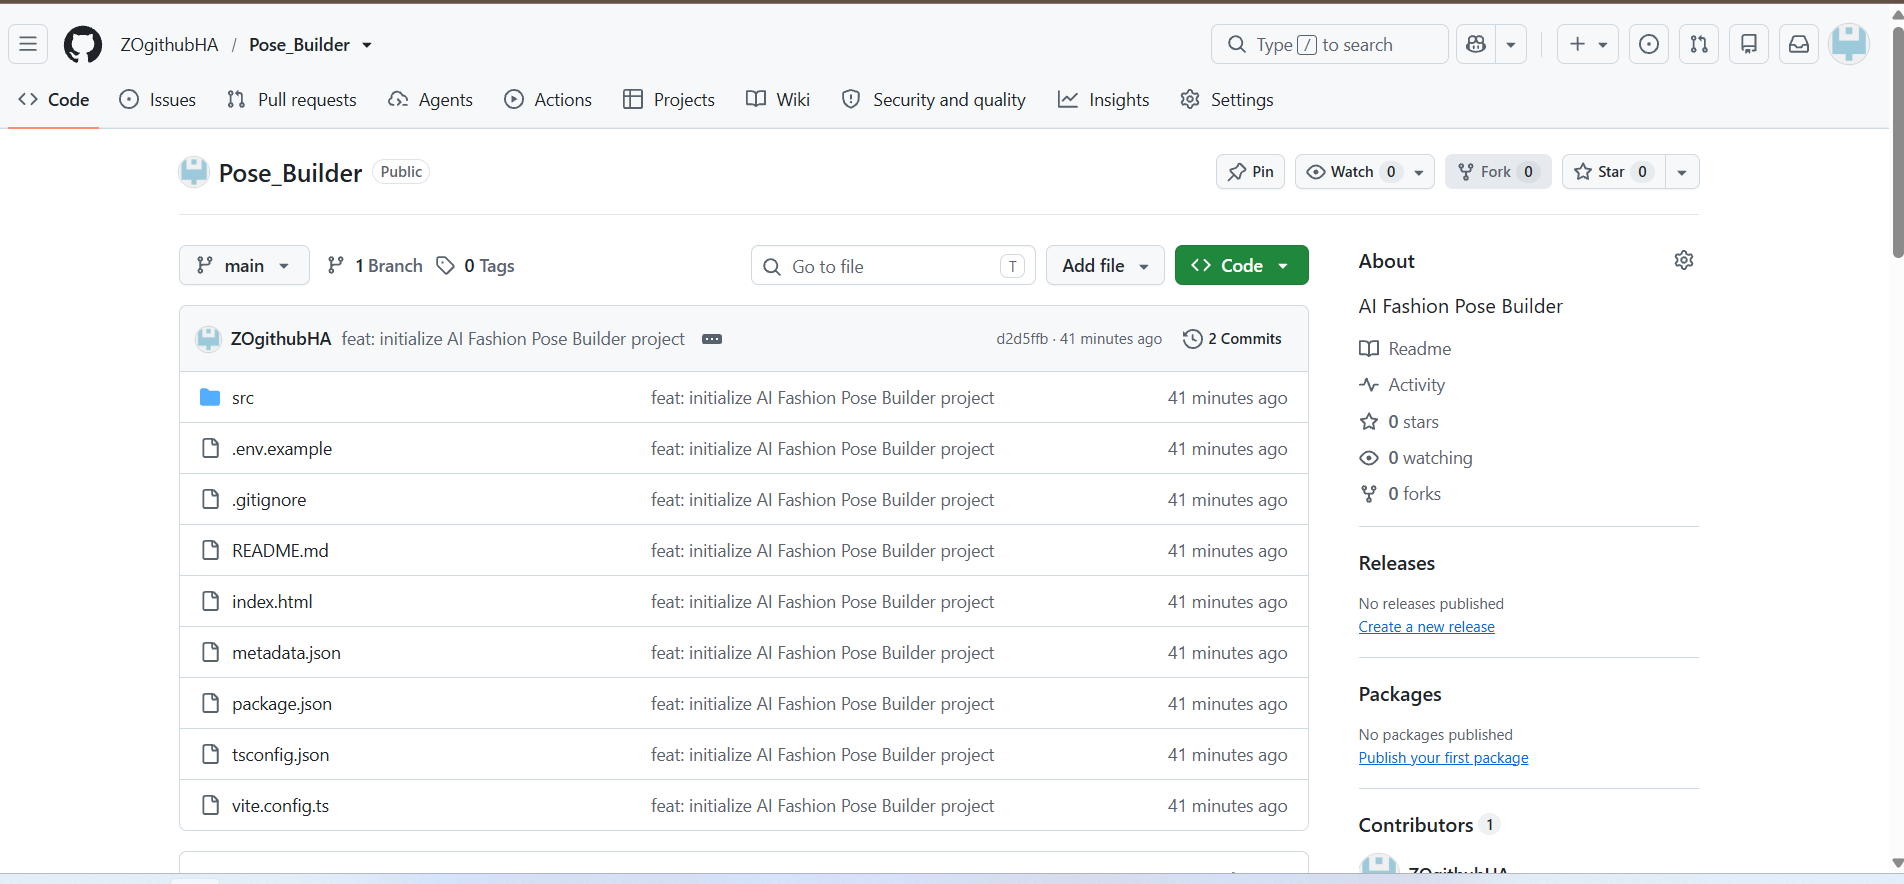 ZOgithubHA / Pose_Builder
Type / to search
Code
Issues
Pull requests
Agents
Actions
Projects
Wiki
Security and quality
Insights
Settings
Pose_Builder Public
Pin
Watch 0
Fork 0
Star 0
main
1 Branch
0 Tags
Go to file T
Add file
Code
ZOgithubHA feat: initialize AI Fashion Pose Builder project d2d5ffb · 41 minutes ago 2 Commits
src feat: initialize AI Fashion Pose Builder project 41 minutes ago
.env.example feat: initialize AI Fashion Pose Builder project 41 minutes ago
.gitignore feat: initialize AI Fashion Pose Builder project 41 minutes ago
README.md feat: initialize AI Fashion Pose Builder project 41 minutes ago
index.html feat: initialize AI Fashion Pose Builder project 41 minutes ago
metadata.json feat: initialize AI Fashion Pose Builder project 41 minutes ago
package.json feat: initialize AI Fashion Pose Builder project 41 minutes ago
tsconfig.json feat: initialize AI Fashion Pose Builder project 41 minutes ago
vite.config.ts feat: initialize AI Fashion Pose Builder project 41 minutes ago
About
AI Fashion Pose Builder
Readme
Activity
0 stars
0 watching
0 forks
Releases
No releases published
Create a new release
Packages
No packages published
Publish your first package
Contributors 1
ZOgithubHA